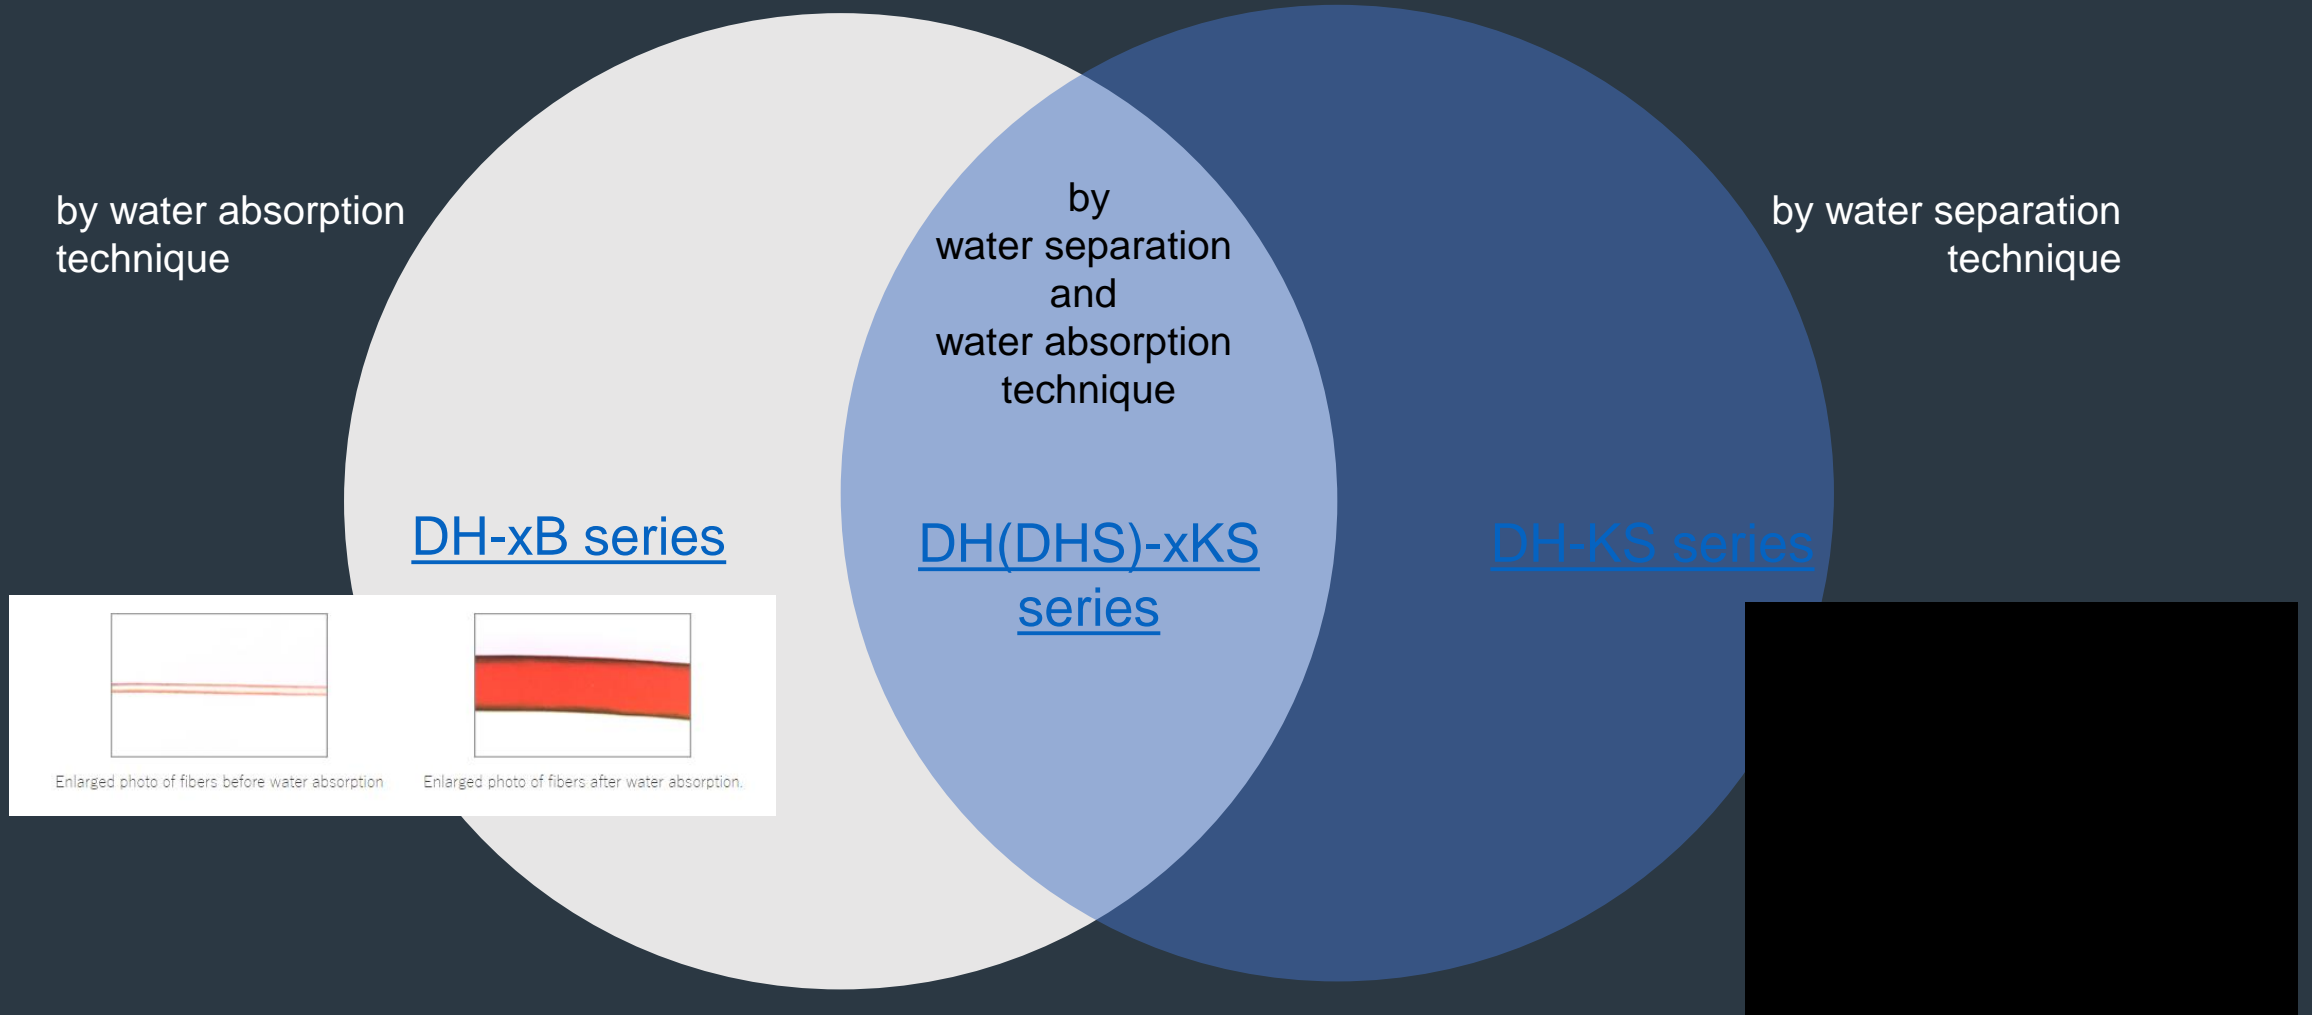 by water absorption
technique
by
water separation
and
water absorption
technique
by water separation
technique
DH-xB series
DH(DHS)-xKS
series
DH-KS series
Enlarged photo of fibers before water absorption
Enlarged photo of fibers after water absorption.